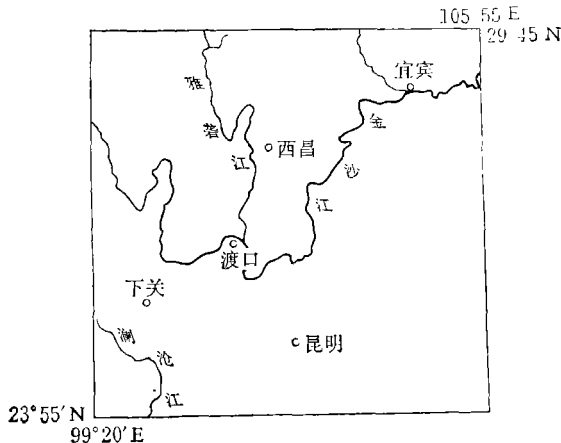 105 55 E
29 45 N
宜宾
雅砻江
金沙江
西昌
渡口
下关
澜沧江
昆明
23°55′N
99°20′E